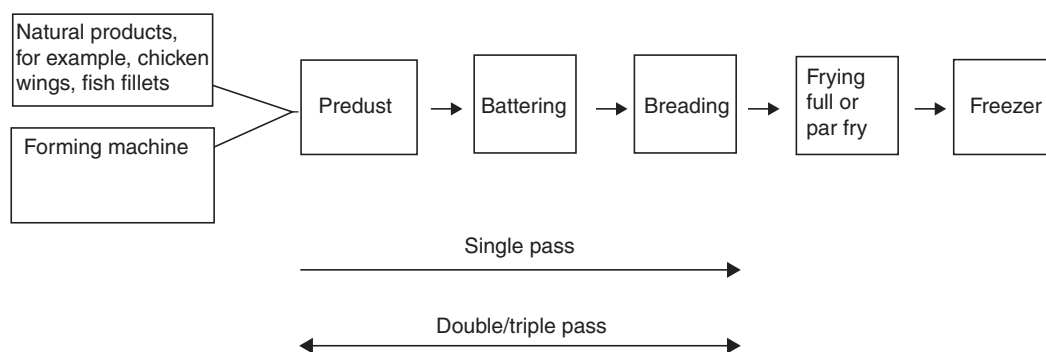 Natural products,
for example, chicken
wings, fish fillets
Forming machine
Predust
Battering
Breading
Frying
full or
par fry
Freezer
Single pass
Double/triple pass